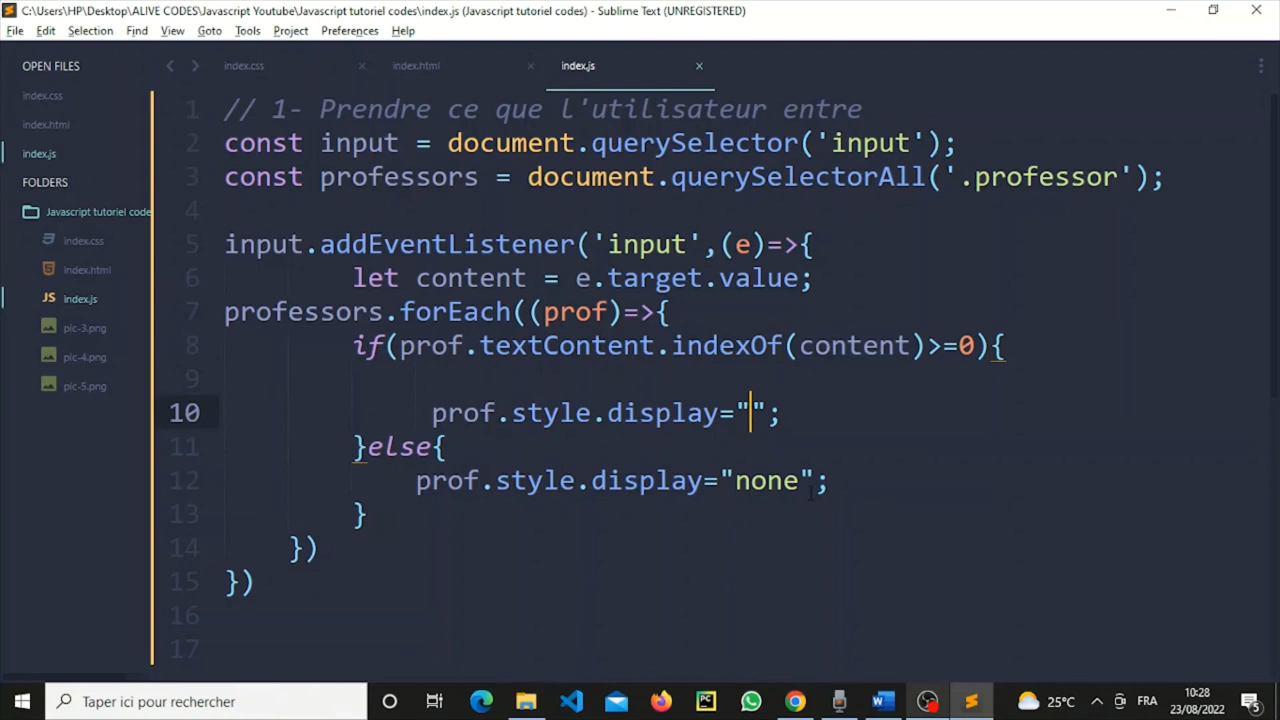 C:\Users\HP\Desktop\ALIVE CODES\Javascript Youtube\Javascript tutoriel codes\index.js (Javascript tutoriel codes) - Sublime Text (UNREGISTERED)
File Edit Selection Find View Goto Tools Project Preferences Help
OPEN FILES
index.css
index.html
index.js
FOLDERS
Javascript tutoriel code
index.css
index.html
JS index.js
pic-3.png
pic-4.png
pic-5.png
index.css × index.html × index.js ×
1 // 1- Prendre ce que l'utilisateur entre
2 const input = document.querySelector('input');
3 const professors = document.querySelectorAll('.professor');
4
5 input.addEventListener('input',(e)=>{
6 let content = e.target.value;
7 professors.forEach((prof)=>{
8 if(prof.textContent.indexOf(content)>=0){
9
10 prof.style.display="";
11 }else{
12 prof.style.display="none";
13 }
14 })
15 })
16
17
Taper ici pour rechercher
25°C
FRA
10:28
23/08/2022
5